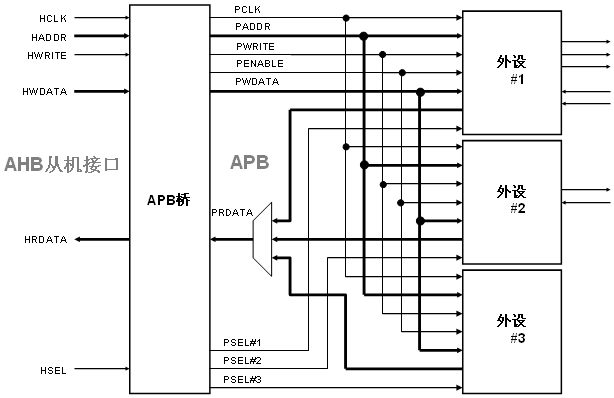 HCLK
PCLK
HADDR
PADDR
HWRITE
PWRITE
PENABLE
HWDATA
PWDATA
外设
#1
AHB从机接口
APB
APB桥
PRDATA
外设
#2
HRDATA
外设
#3
PSEL#1
PSEL#2
HSEL
PSEL#3